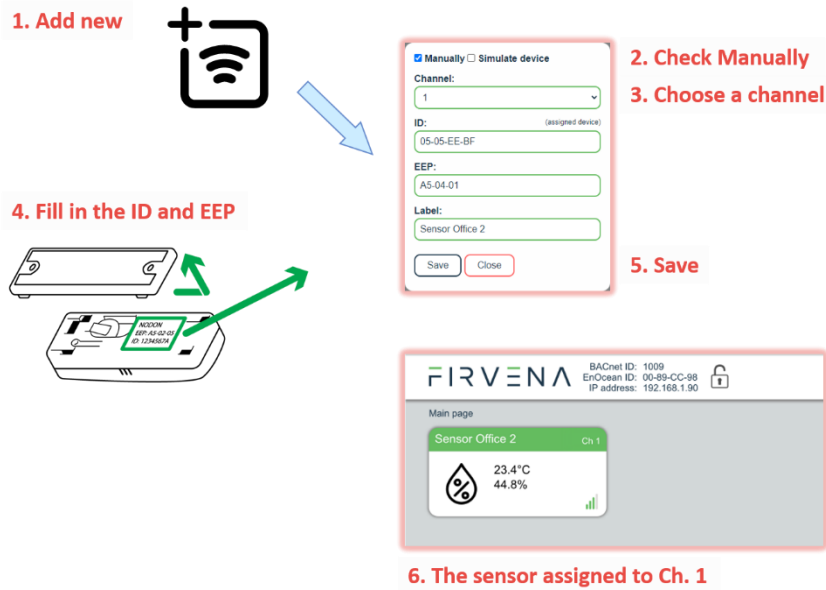 1. Add new
Manually Simulate device
Channel:
1
ID: (assigned device)
05-05-EE-BF
EEP:
A5-04-01
Label:
Sensor Office 2
Save Close
2. Check Manually
3. Choose a channel
4. Fill in the ID and EEP
NODON
EEP: A5-02-05
ID: 1234567A
5. Save
FIRVENA
BACnet ID: 1009
EnOcean ID: 00-89-CC-98
IP address: 192.168.1.90
Main page
Sensor Office 2 Ch 1
23.4°C
44.8%
6. The sensor assigned to Ch. 1